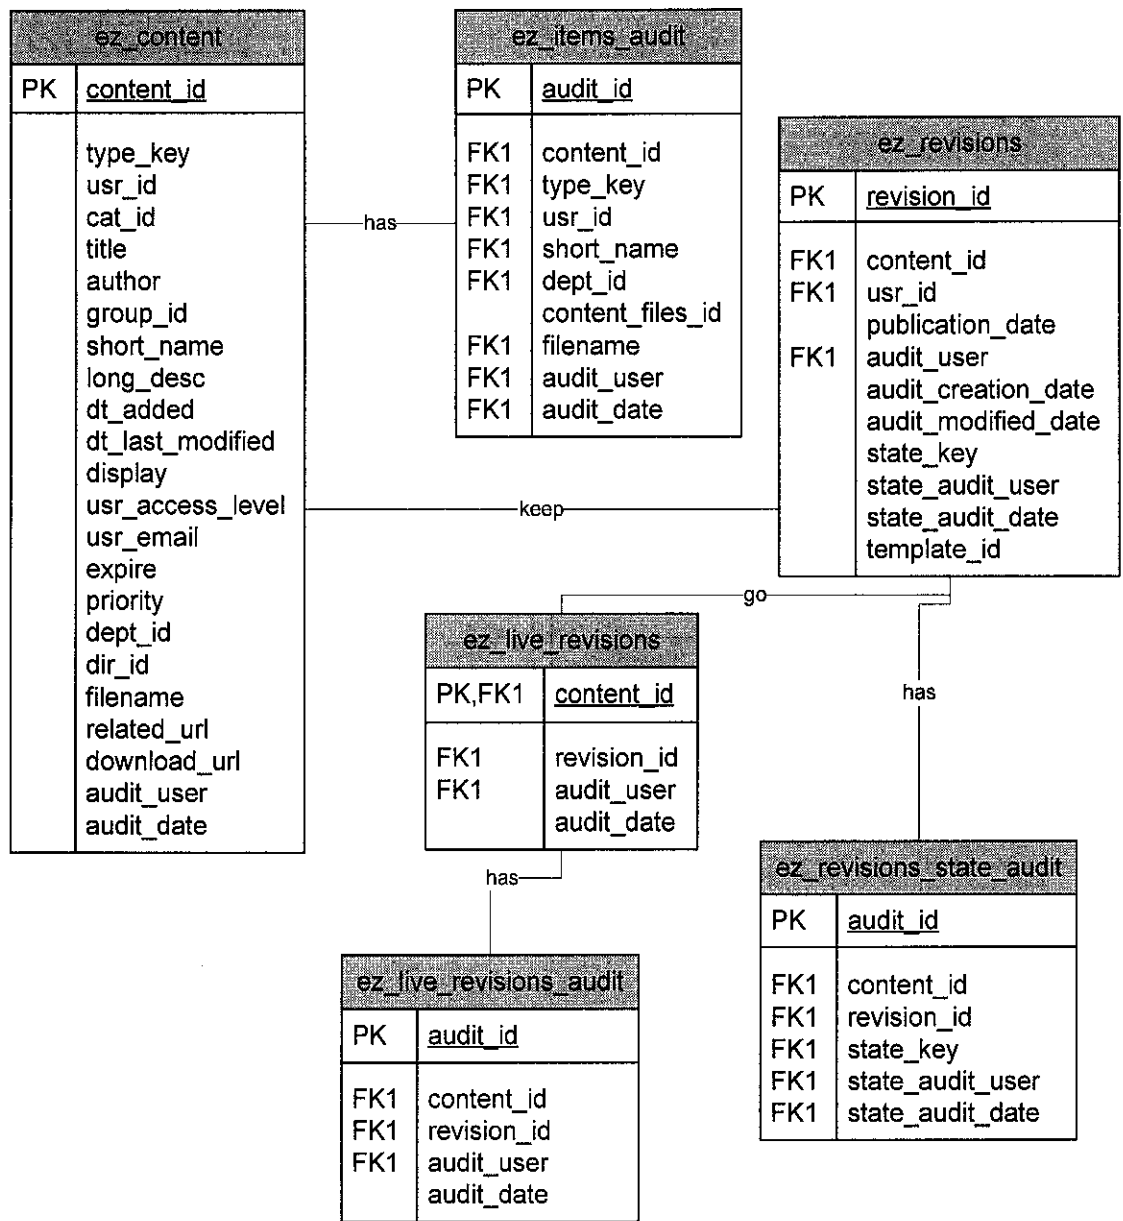 ez_content
PK content_id
type_key
usr_id
cat_id
title
author
group_id
short_name
long_desc
dt_added
dt_last_modified
display
usr_access_level
usr_email
expire
priority
dept_id
dir_id
filename
related_url
download_url
audit_user
audit_date
has
ez_items_audit
PK audit_id
FK1 content_id
FK1 type_key
FK1 usr_id
FK1 short_name
FK1 dept_id
content_files_id
FK1 filename
FK1 audit_user
FK1 audit_date
keep
ez_revisions
PK revision_id
FK1 content_id
FK1 usr_id
publication_date
FK1 audit_user
audit_creation_date
audit_modified_date
state_key
state_audit_user
state_audit_date
template_id
go
ez_live_revisions
PK,FK1 content_id
FK1 revision_id
FK1 audit_user
audit_date
has
has
ez_live_revisions_audit
PK audit_id
FK1 content_id
FK1 revision_id
FK1 audit_user
audit_date
ez_revisions_state_audit
PK audit_id
FK1 content_id
FK1 revision_id
FK1 state_key
FK1 state_audit_user
FK1 state_audit_date